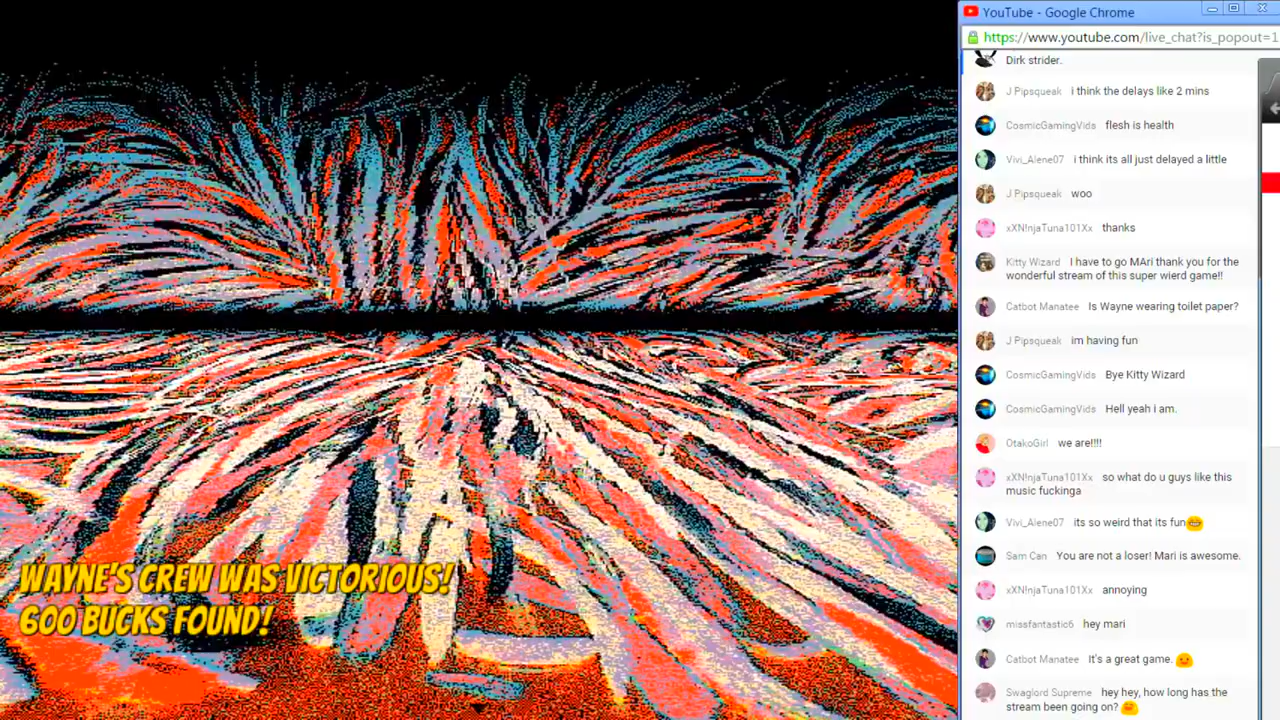 YouTube - Google Chrome
https://www.youtube.com/live_chat?is_popout=1
Dirk strider.
J Pipsqueak i think the delays like 2 mins
CosmicGamingVids flesh is health
Vivi_Alene07 i think its all just delayed a little
J Pipsqueak woo
xXN!njaTuna101Xx thanks
Kitty Wizard I have to go MAri thank you for the
wonderful stream of this super wierd game!!
Catbot Manatee Is Wayne wearing toilet paper?
J Pipsqueak im having fun
CosmicGamingVids Bye Kitty Wizard
CosmicGamingVids Hell yeah i am.
OtakoGirl we are!!!!
xXN!njaTuna101Xx so what do u guys like this
music fuckinga
Vivi_Alene07 its so weird that its fun
Sam Can You are not a loser! Mari is awesome.
xXN!njaTuna101Xx annoying
missfantastic6 hey mari
Catbot Manatee It's a great game.
Swaglord Supreme hey hey, how long has the
stream been going on?
WAYNE'S CREW WAS VICTORIOUS!
600 BUCKS FOUND!